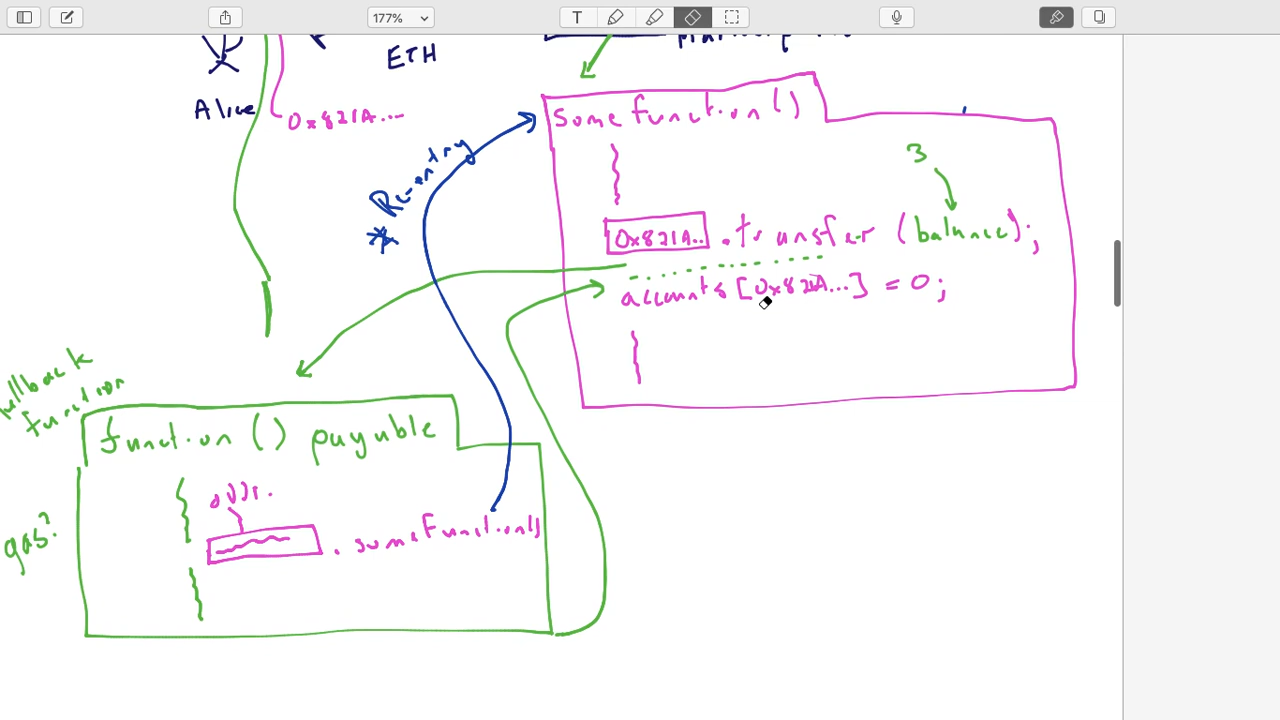 177%
T
ETH
Alice
0x821A...
somefunction()
3
* Re-entry
0x821A.. .transfer (balance);
accounts [0x821A...] = 0;
fallback
function
function () payable
addr.
. somefunction()
gas?